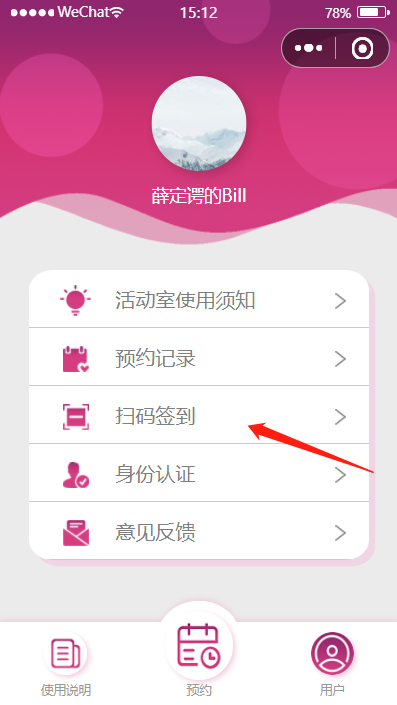 WeChat 15:12 78%
薛定谔的Bill
活动室使用须知
预约记录
扫码签到
身份认证
意见反馈
使用说明 预约 用户